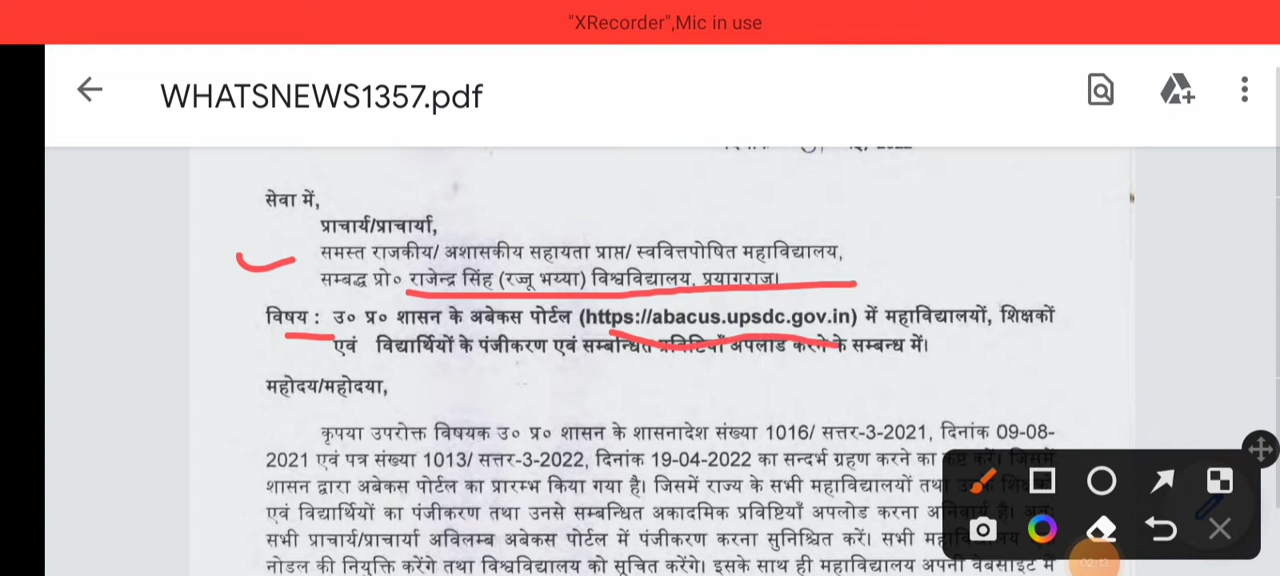 "XRecorder",Mic in use
WHATSNEWS1357.pdf
सेवा में,
प्राचार्य/प्राचार्या,
समस्त राजकीय/ अशासकीय सहायता प्राप्त/ स्ववित्तपोषित महाविद्यालय,
सम्बद्ध प्रो० राजेन्द्र सिंह (रज्जू भय्या) विश्वविद्यालय, प्रयागराज।
विषय : उ० प्र० शासन के अबेकस पोर्टल (https://abacus.upsdc.gov.in) में महाविद्यालयों, शिक्षकों
एवं विद्यार्थियों के पंजीकरण एवं सम्बन्धित प्रविष्टियाँ अपलोड करने के सम्बन्ध में।
महोदय/महोदया,
कृपया उपरोक्त विषयक उ० प्र० शासन के शासनादेश संख्या 1016/ सत्तर-3-2021, दिनांक 09-08-
2021 एवं पत्र संख्या 1013/ सत्तर-3-2022, दिनांक 19-04-2022 का सन्दर्भ ग्रहण करने का कष्ट करें। जिसमें
शासन द्वारा अबेकस पोर्टल का प्रारम्भ किया गया है। जिसमें राज्य के सभी महाविद्यालयों तथा
एवं विद्यार्थियों का पंजीकरण तथा उनसे सम्बन्धित अकादमिक प्रविष्टियाँ अपलोड करना
सभी प्राचार्य/प्राचार्या अविलम्ब अबेकस पोर्टल में पंजीकरण करना सुनिश्चित करें। सभी
नोडल की नियुक्ति करेंगे तथा विश्वविद्यालय को सूचित करेंगे। इसके साथ ही महाविद्यालय अपनी वेबसाइट में
02:13